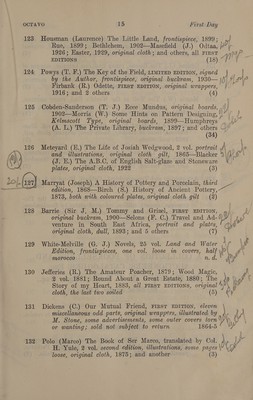 OCTAVO 15 First Day
123 Housman (Laurence) The Little Land, frontispiece, 1899;
Rue, 1899; Bethlehem, 1902—Masefield (J.) Odtaa,
1926; Easter, 1929, original cloth; and others, all FIRST
EDITIONS (18)
124 Powys (T. F.) The Key of the Field, LIMITED EDITION, signed
by the Author, frontispiece, original buckram, 1930—
Firbank (R.) Odette, FIRST EDITION, original wrappers,
1916; and 2 others
125 Cobden-Sanderson (T. J.) Ecce Mundus, original boards,
1902—Morris (W.) Some Hints on Pattern Designing,
Kelmscott Type, original boards, 1899—Humphreys
(A. L.) The Private Library, buckram, 1897; and others
(34)
126 Meteyard (E.) The Life of Josiah Wedgwood, 2 vol. portrait
and illustrations, original cloth gilt, 1865—Blacker
(J. F.) The A.B.C. of English Salt-glaze and Stoneware
plates, original cloth, 1922 (3)
127 Marryat (Joseph) A History of Pottery and Porcelain, third
edition, 1868—Birch (S.) History of Ancient Pottery,
1873, both with coloured plates, original cloth gilt (2)
128 Barrie (Sir J. M.) Tommy and Grizel, FIRST EDITION,
original buckram, 1900—Selous (F. C.) Travel and Ad-
venture in South East Africa, portrait and plates,
original cloth, dull, 1893; and 5 others (7)
129 White-Melville (G. J.) Novels, 25 vol. Land and Water
Edition, frontispieces, one vol. loose in covers, half
morocco n. d.
130 Jefferies (R.) The Amateur Poacher, 1879; Wood Magic,
2 vol. 1881; Round About a Great Estate, 1880; The
Story of my Heart, 1883, all FIRST EDITIONS, original
cloth, the last two soiled (5)
131 Dickens (C.) Our Mutual Friend, FIRST EDITION, eleven
miscellaneous odd parts, original wrappers, illustrated by
M. Stone, some advertisements, some outer covers torn
or wanting; sold not subject to return 1864-5
132 Polo (Marco) The Book of Ser Marco, translated by Col.
H. Yule, 2 vol. second edition, illustrations, some pages
loose, original cloth, 1875; and another (3)